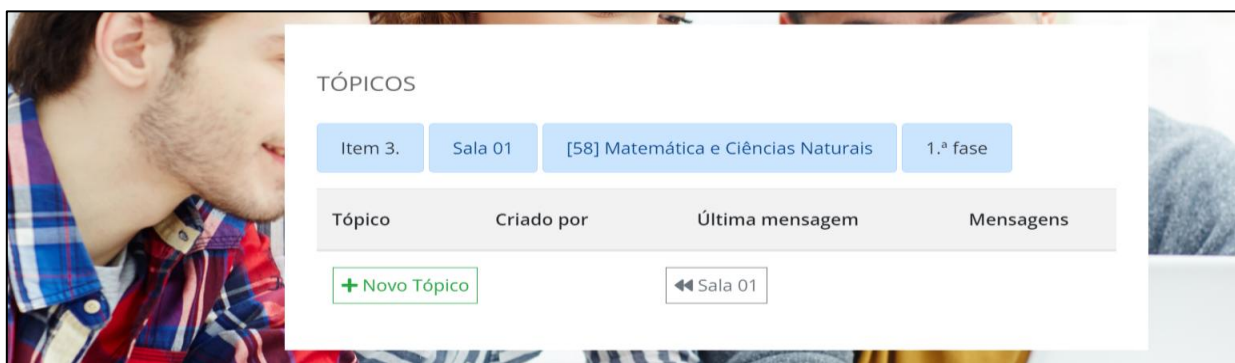 TÓPICOS
Item 3. Sala 01 [58] Matemática e Ciências Naturais 1.ª fase
Tópico Criado por Última mensagem Mensagens
+ Novo Tópico Sala 01